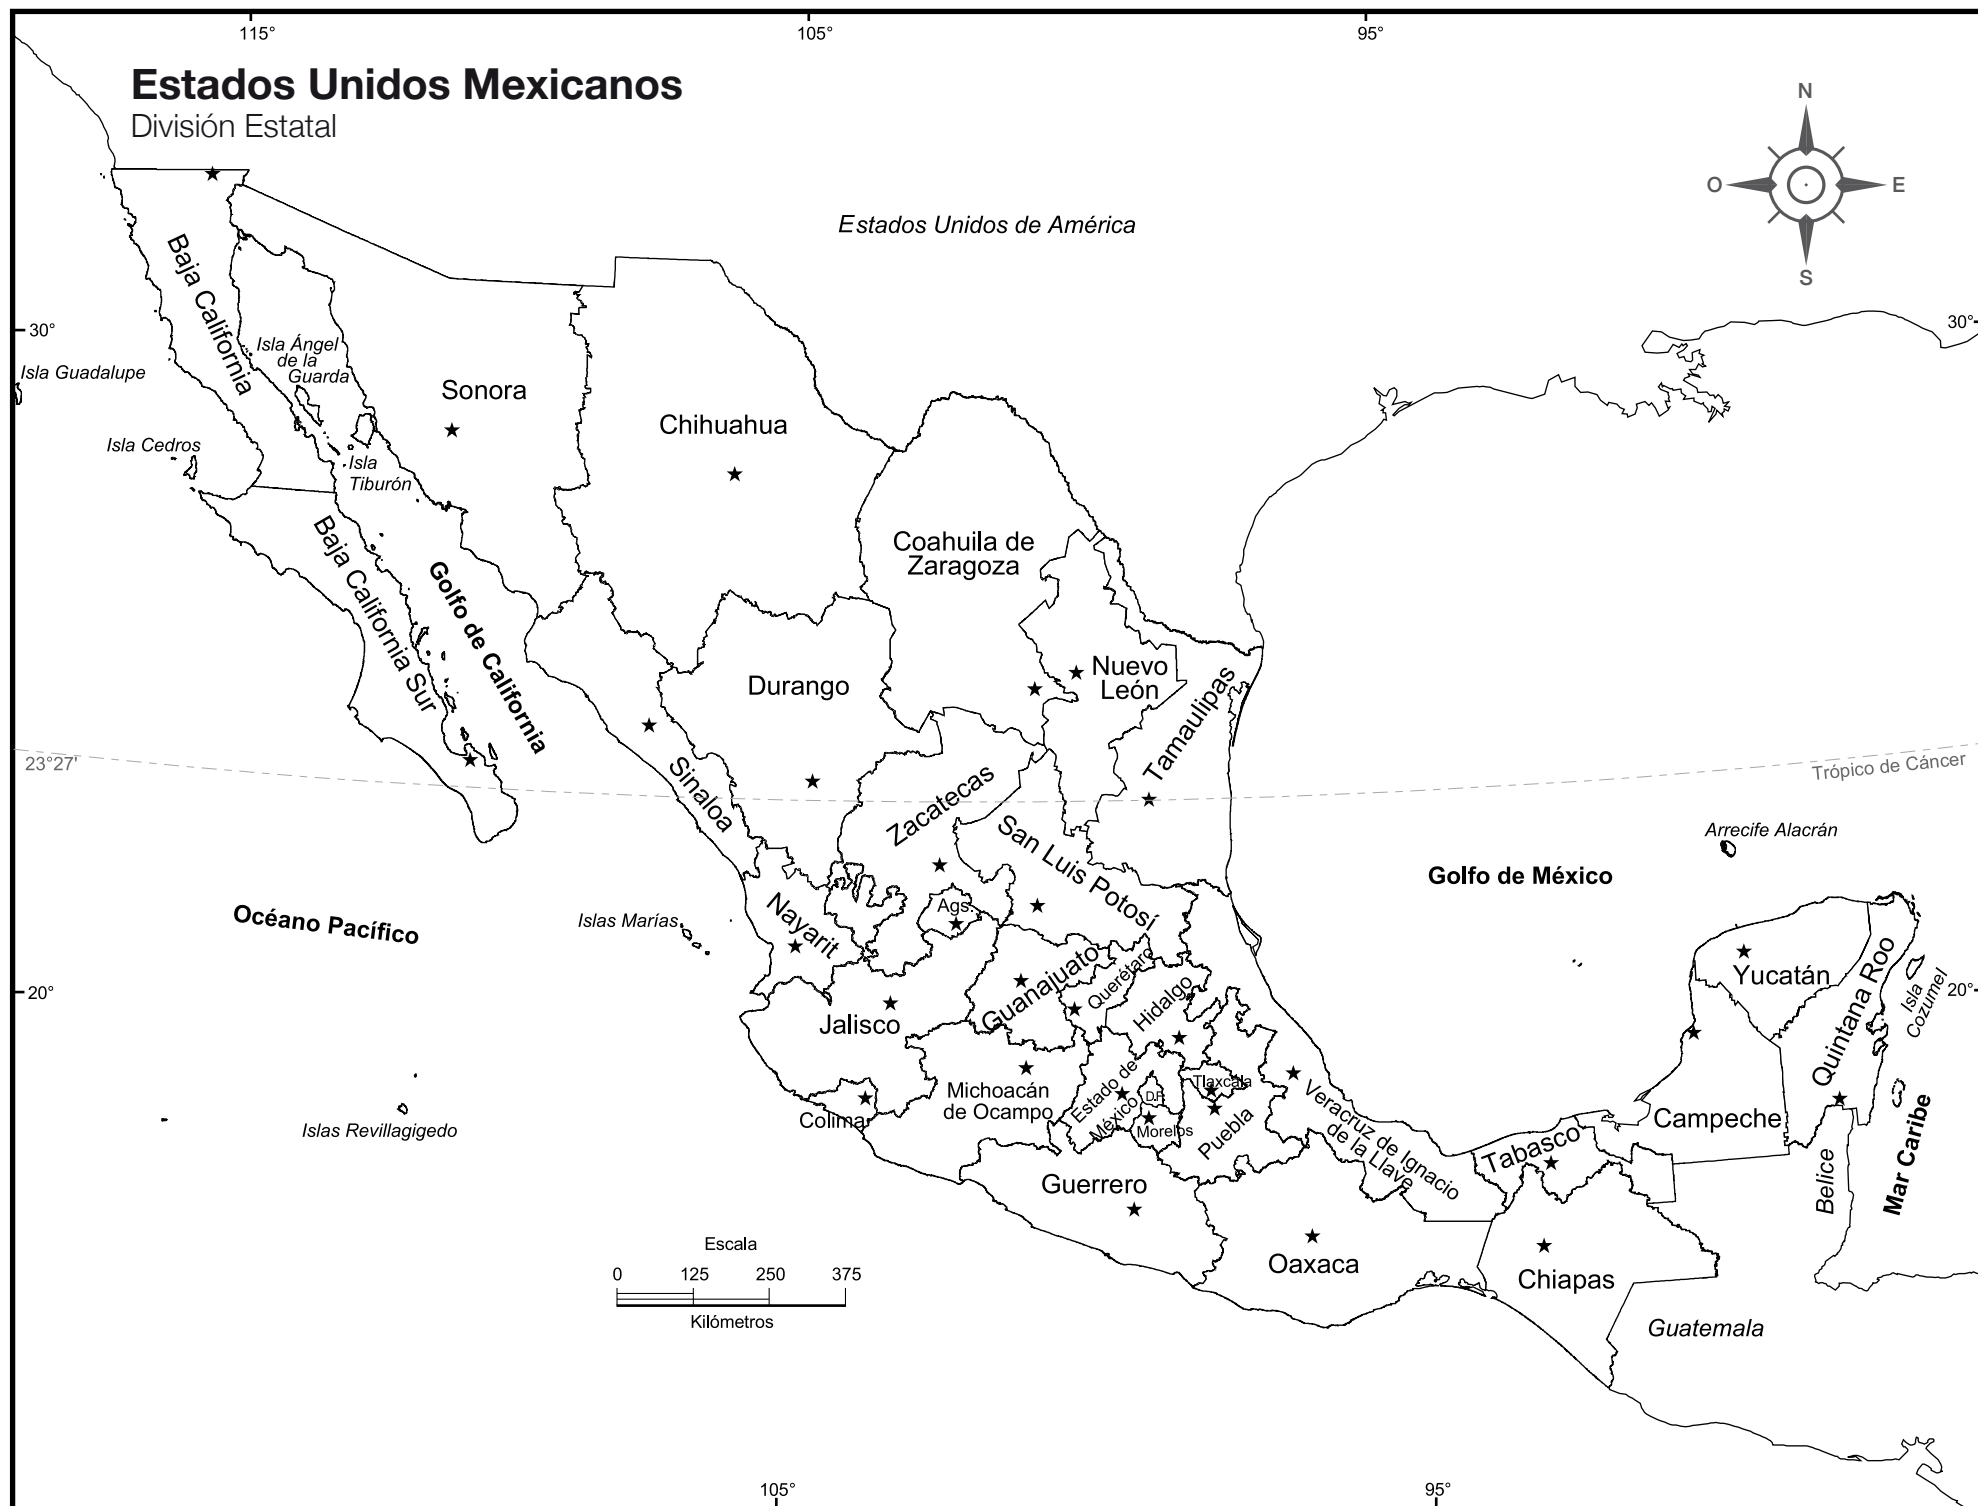 115°
105°
95°
Estados Unidos Mexicanos
División Estatal
N
O
E
S
Estados Unidos de América
30°
30°
Baja California
Isla Ángel
de la
Guarda
Isla Guadalupe
Sonora
Chihuahua
Isla Cedros
Isla
Tiburón
Baja California Sur
Golfo de California
Coahuila de
Zaragoza
Nuevo
León
Durango
Tamaulipas
23°27'
Trópico de Cáncer
Sinaloa
Zacatecas
San Luis Potosí
Arrecife Alacrán
Golfo de México
Océano Pacífico
Islas Marías
Nayarit
Ags.
Guanajuato
Querétaro
Hidalgo
Yucatán
Quintana Roo
Isla
Cozumel
20°
20°
Jalisco
Michoacán
de Ocampo
Estado de
México
D.F.
Tlaxcala
Morelos
Puebla
Veracruz de Ignacio
de la Llave
Colima
Islas Revillagigedo
Campeche
Tabasco
Belice
Mar Caribe
Guerrero
Oaxaca
Chiapas
Guatemala
Escala
0 125 250 375
Kilómetros
105°
95°